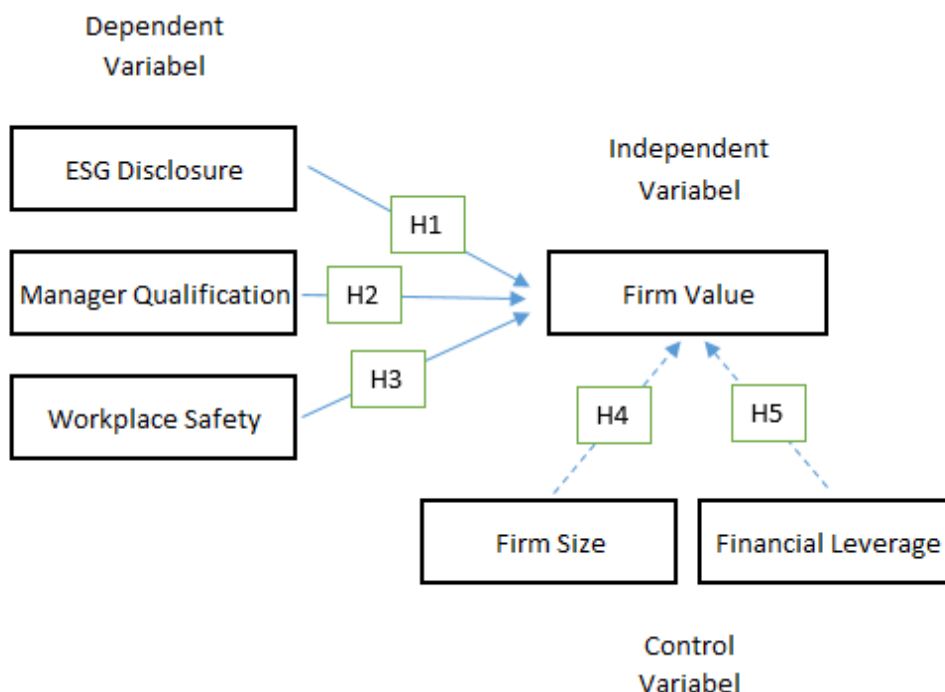 Dependent
Variabel
ESG Disclosure
Independent
Variabel
H1
Manager Qualification
H2
Firm Value
H3
Workplace Safety
H4
H5
Firm Size
Financial Leverage
Control
Variabel